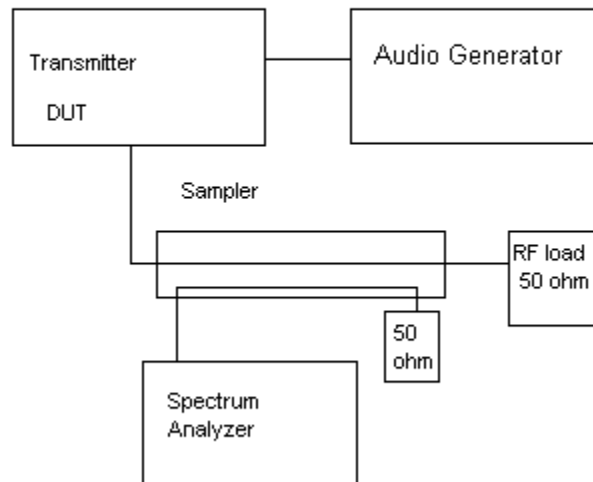 Transmitter
DUT
Audio Generator
Sampler
RF load
50 ohm
50
ohm
Spectrum
Analyzer